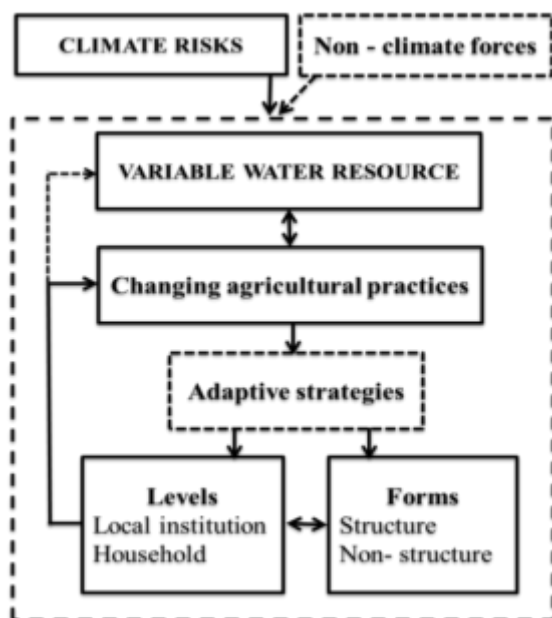 CLIMATE RISKS
Non - climate forces
VARIABLE WATER RESOURCE
Changing agricultural practices
Adaptive strategies
Levels
Local institution
Household
Forms
Structure
Non- structure